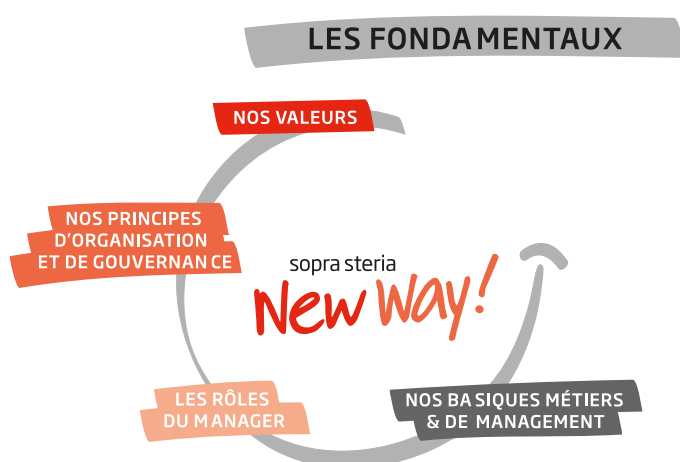 LES FONDAMENTAUX
NOS VALEURS
NOS PRINCIPES
D'ORGANISATION
ET DE GOUVERNANCE
sopra steria
New Way!
LES RÔLES
DU MANAGER
NOS BASIQUES MÉTIERS
& DE MANAGEMENT